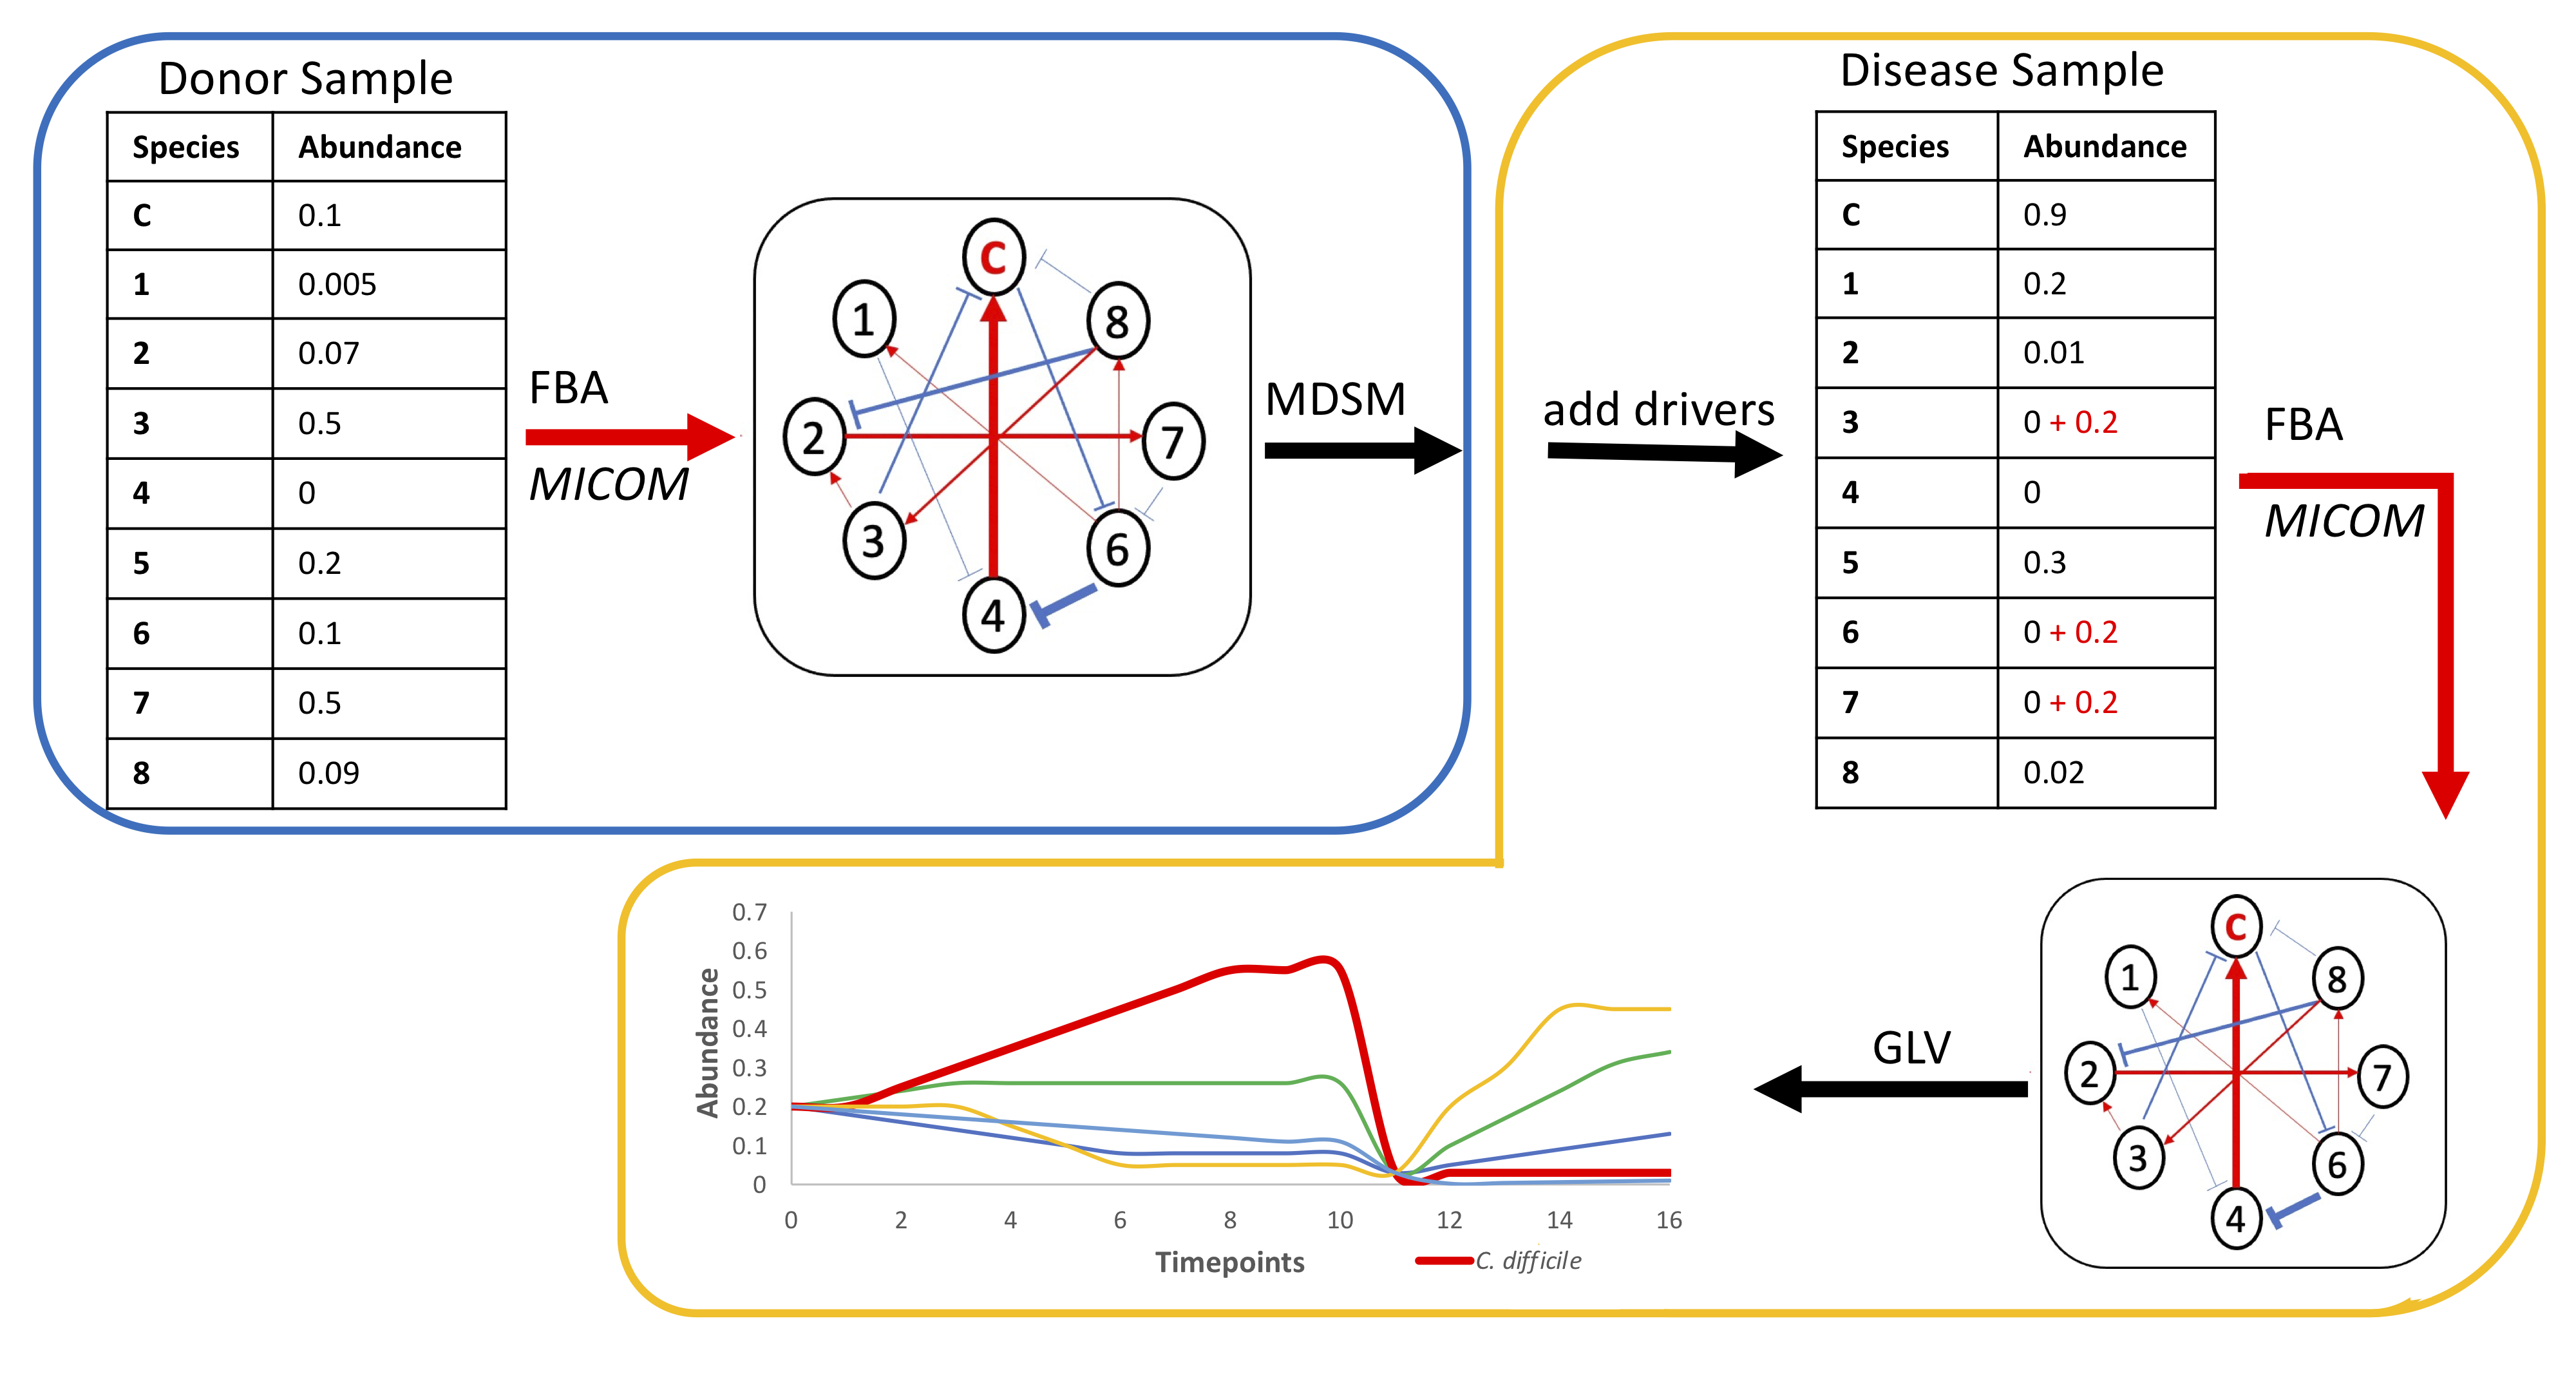 Donor Sample
Species Abundance
C 0.1
1 0.005
2 0.07
3 0.5
4 0
5 0.2
6 0.1
7 0.5
8 0.09
FBA
MICOM
C
1
8
2
7
3
6
4
MDSM
add drivers
Disease Sample
Species Abundance
C 0.9
1 0.2
2 0.01
3 0 + 0.2
4 0
5 0.3
6 0 + 0.2
7 0 + 0.2
8 0.02
FBA
MICOM
C
1
8
2
7
3
6
4
GLV
Abundance
0.7
0.6
0.5
0.4
0.3
0.2
0.1
0
0 2 4 6 8 10 12 14 16
Timepoints
C. difficile